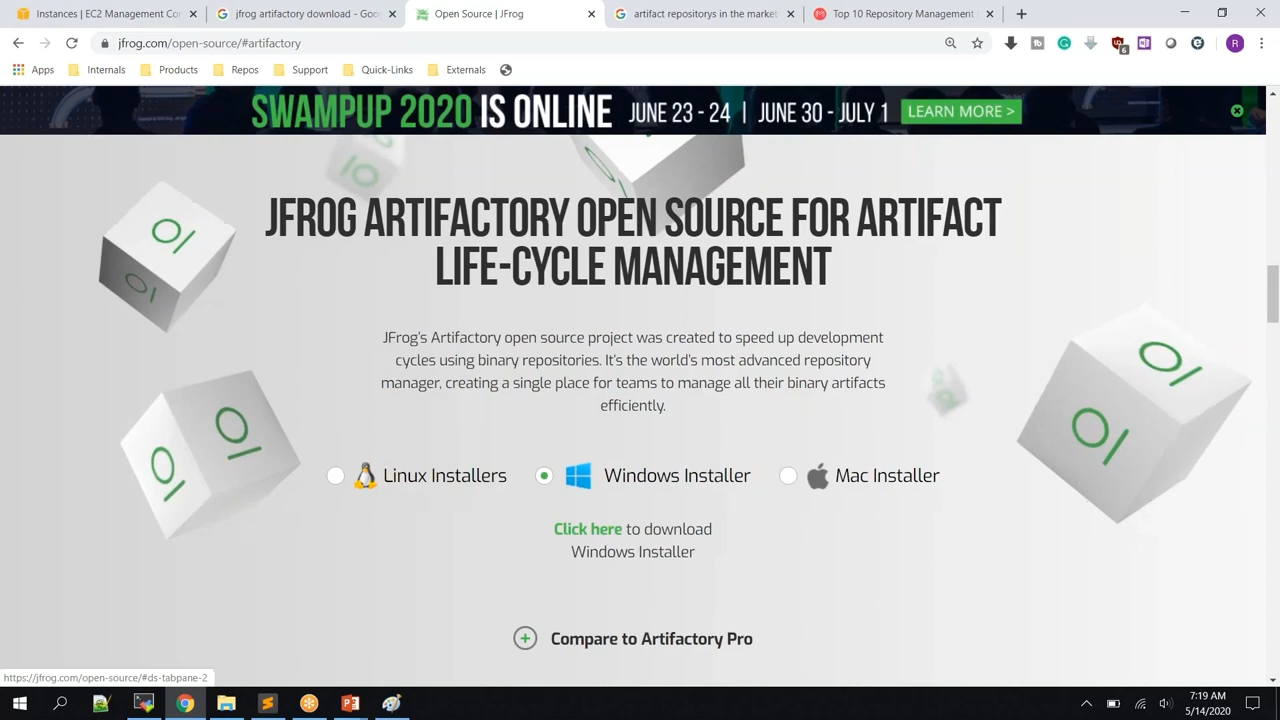 Instances | EC2 Management Con
jfrog artifactory download - Goo
Open Source | JFrog
artifact repositorys in the market
Top 10 Repository Management
jfrog.com/open-source/#artifactory
6
R
Apps
Internals
Products
Repos
Support
Quick-Links
Externals
SWAMPUP 2020 IS ONLINE JUNE 23 - 24 | JUNE 30 - JULY 1 LEARN MORE >
JFROG ARTIFACTORY OPEN SOURCE FOR ARTIFACT
LIFE-CYCLE MANAGEMENT
JFrog's Artifactory open source project was created to speed up development
cycles using binary repositories. It's the world's most advanced repository
manager, creating a single place for teams to manage all their binary artifacts
efficiently.
Linux Installers
Windows Installer
Mac Installer
Click here to download
Windows Installer
Compare to Artifactory Pro
https://jfrog.com/open-source/#ds-tabpane-2
7:19 AM
5/14/2020